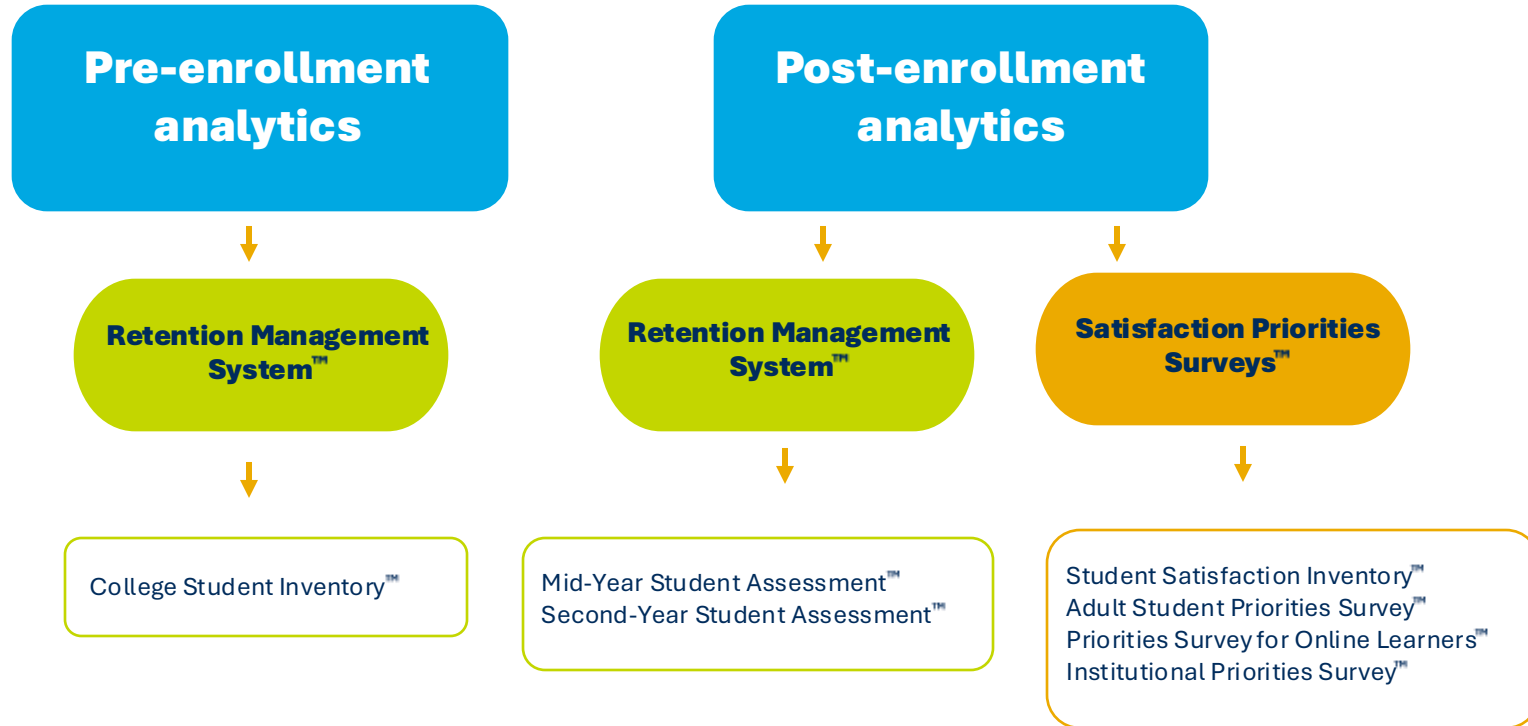 Pre-enrollment
analytics
Post-enrollment
analytics
Retention Management
System™
Retention Management
System™
Satisfaction Priorities
Surveys™
College Student Inventory™
Mid-Year Student Assessment™
Second-Year Student Assessment™
Student Satisfaction Inventory™
Adult Student Priorities Survey™
Priorities Survey for Online Learners™
Institutional Priorities Survey™